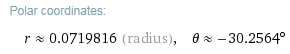 Polar coordinates:
r ≈ 0.0719816 (radius),   θ ≈ −30.2564°